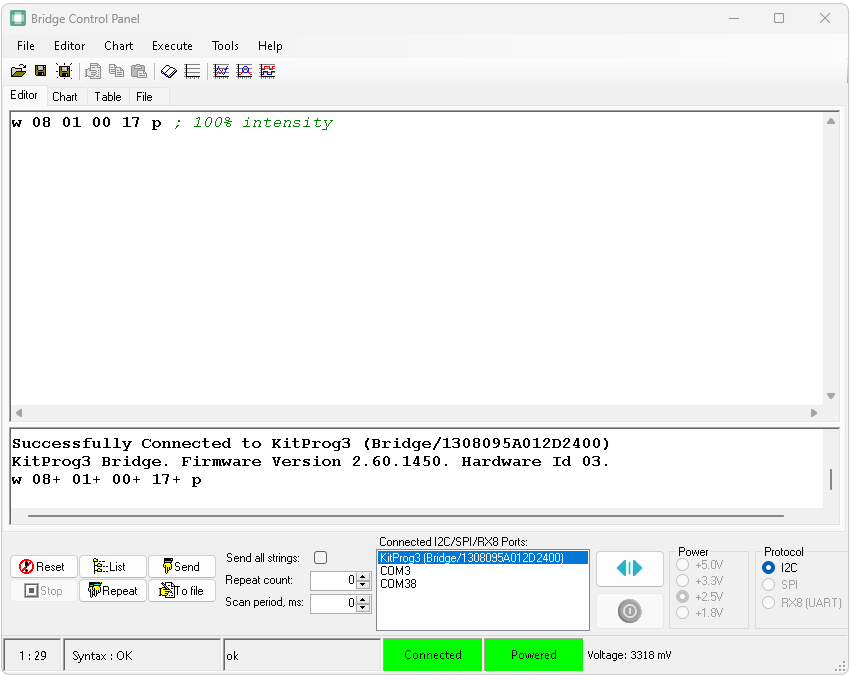 Bridge Control Panel
File Editor Chart Execute Tools Help
Editor Chart Table File
w 08 01 00 17 p ; 100% intensity
Successfully Connected to KitProg3 (Bridge/1308095A012D2400)
KitProg3 Bridge. Firmware Version 2.60.1450. Hardware Id 03.
w 08+ 01+ 00+ 17+ p
Reset List Send
Stop Repeat To file
Send all strings:
Repeat count: 0
Scan period, ms: 0
Connected I2C/SPI/RX8 Ports:
KitProg3 (Bridge/1308095A012D2400)
COM3
COM38
Power
+5.0V
+3.3V
+2.5V
+1.8V
Protocol
I2C
SPI
RX8 (UART)
1 : 29 Syntax : OK ok Connected Powered Voltage: 3318 mV